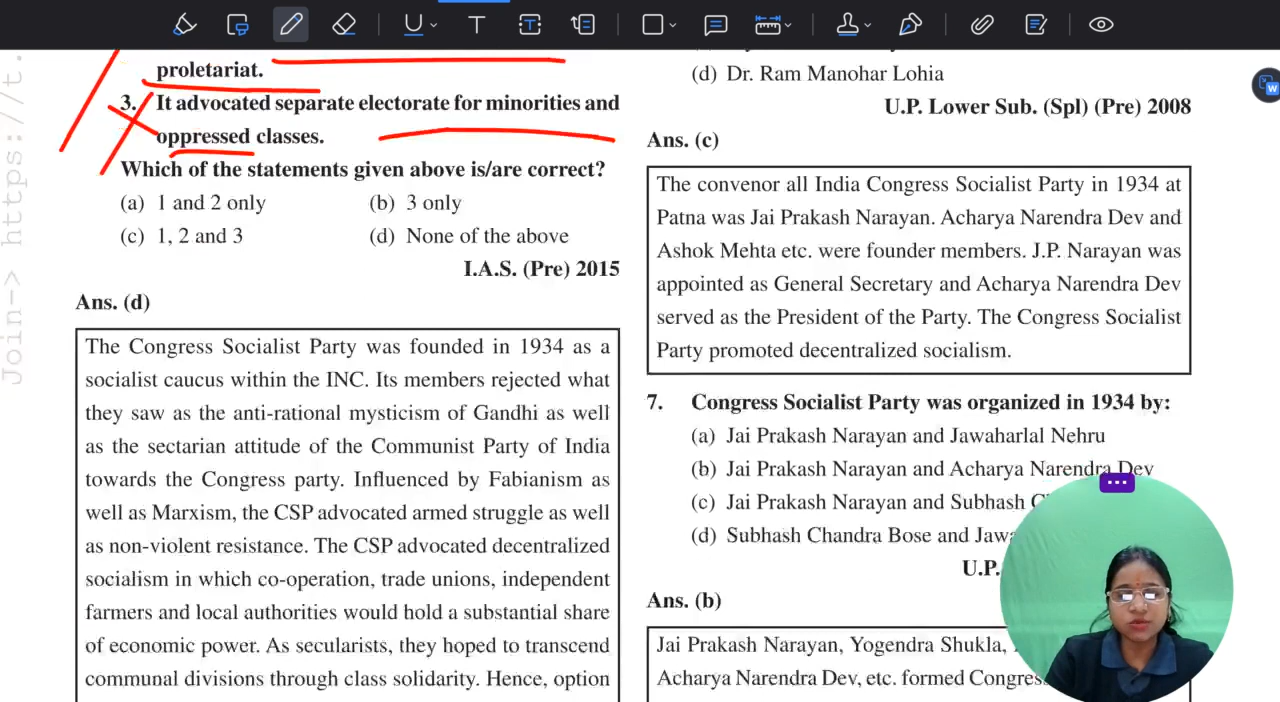 Join-> https://t.
proletariat.
3. It advocated separate electorate for minorities and
oppressed classes.
Which of the statements given above is/are correct?
(a) 1 and 2 only (b) 3 only
(c) 1, 2 and 3 (d) None of the above
I.A.S. (Pre) 2015
Ans. (d)
The Congress Socialist Party was founded in 1934 as a
socialist caucus within the INC. Its members rejected what
they saw as the anti-rational mysticism of Gandhi as well
as the sectarian attitude of the Communist Party of India
towards the Congress party. Influenced by Fabianism as
well as Marxism, the CSP advocated armed struggle as well
as non-violent resistance. The CSP advocated decentralized
socialism in which co-operation, trade unions, independent
farmers and local authorities would hold a substantial share
of economic power. As secularists, they hoped to transcend
communal divisions through class solidarity. Hence, option
(d) Dr. Ram Manohar Lohia
U.P. Lower Sub. (Spl) (Pre) 2008
Ans. (c)
The convenor all India Congress Socialist Party in 1934 at
Patna was Jai Prakash Narayan. Acharya Narendra Dev and
Ashok Mehta etc. were founder members. J.P. Narayan was
appointed as General Secretary and Acharya Narendra Dev
served as the President of the Party. The Congress Socialist
Party promoted decentralized socialism.
7. Congress Socialist Party was organized in 1934 by:
(a) Jai Prakash Narayan and Jawaharlal Nehru
(b) Jai Prakash Narayan and Acharya Narendra Dev
(c) Jai Prakash Narayan and Subhash
(d) Subhash Chandra Bose and
U.P.
Ans. (b)
Jai Prakash Narayan, Yogendra Shukla,
Acharya Narendra Dev, etc. formed